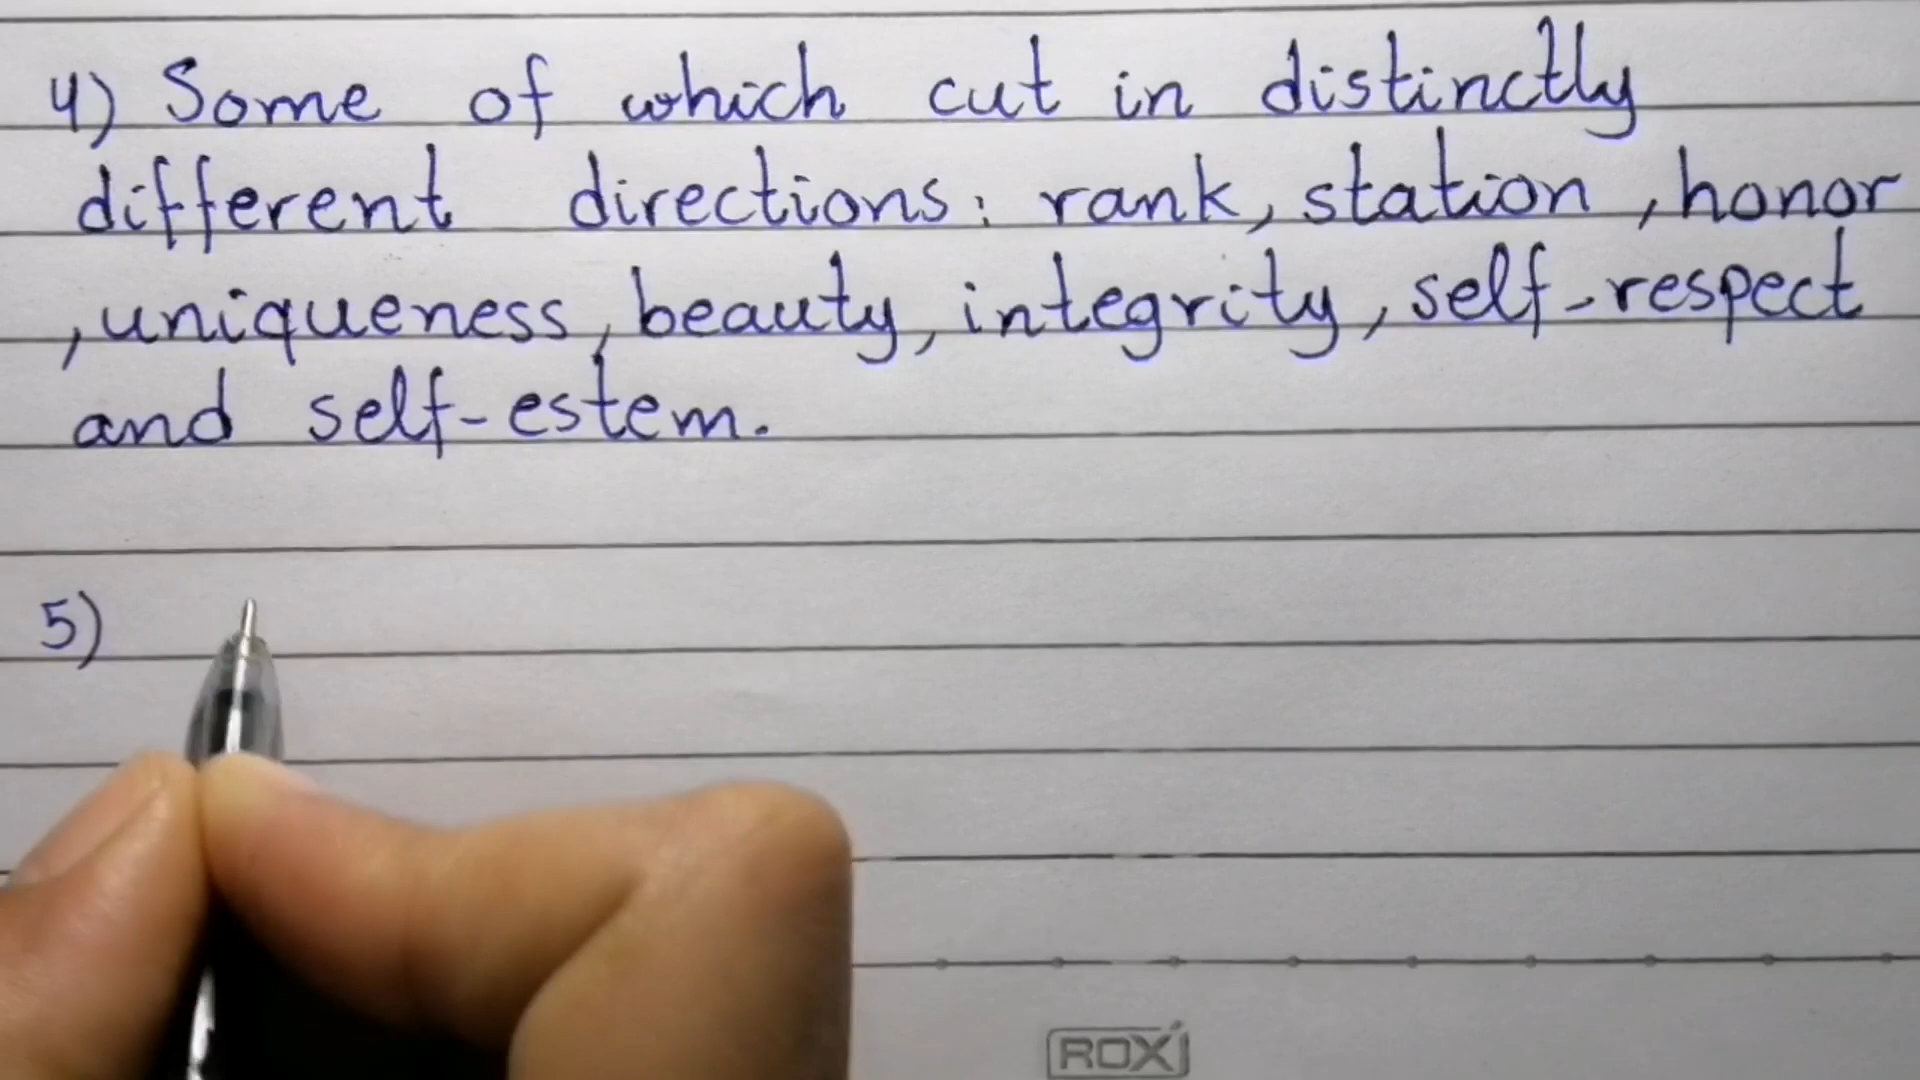 4) Some of which cut in distinctly
different directions: rank, station, honor
, uniqueness, beauty, integrity, self-respect
and self-estem.
5)
ROX